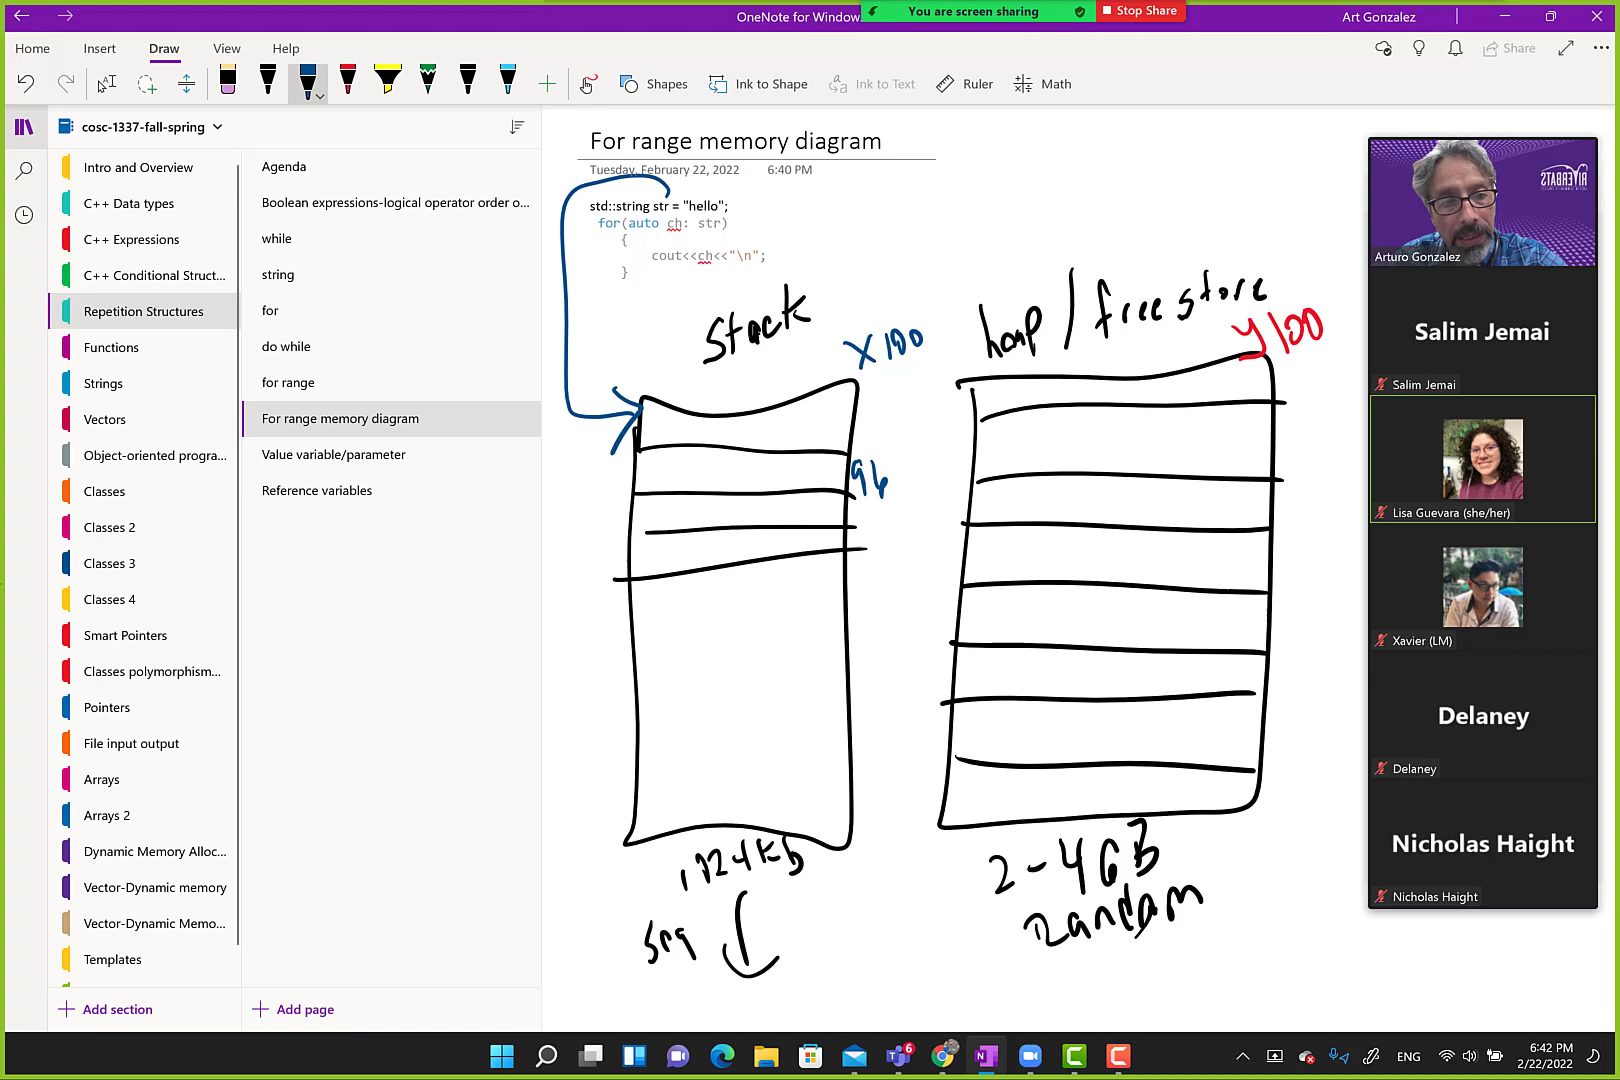 OneNote for Window...
You are screen sharing
Stop Share
Art Gonzalez
Home Insert Draw View Help
Share
Shapes Ink to Shape Ink to Text Ruler Math
cosc-1337-fall-spring
Intro and Overview
C++ Data types
C++ Expressions
C++ Conditional Struct...
Repetition Structures
Functions
Strings
Vectors
Object-oriented progra...
Classes
Classes 2
Classes 3
Classes 4
Smart Pointers
Classes polymorphism...
Pointers
File input output
Arrays
Arrays 2
Dynamic Memory Alloc...
Vector-Dynamic memory
Vector-Dynamic Memo...
Templates
Add section
Agenda
Boolean expressions-logical operator order o...
while
string
for
do while
for range
For range memory diagram
Value variable/parameter
Reference variables
Add page
For range memory diagram
Tuesday, February 22, 2022 6:40 PM
std::string str = "hello";
for(auto ch: str)
{
cout<<ch<<"\n";
}
Stack
X100
96
1024KB
seq
heap / free store
Y100
2-4GB
Random
RIVERBATS
Arturo Gonzalez
Salim Jemai
Salim Jemai
Lisa Guevara (she/her)
Xavier (LM)
Delaney
Delaney
Nicholas Haight
Nicholas Haight
6
ENG
6:42 PM
2/22/2022